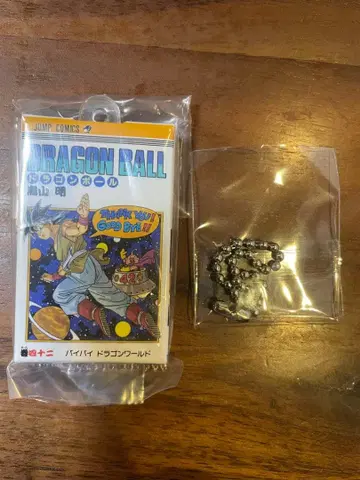 JUMP COMICS
DRAGON BALL
ドラゴンボール
鳥山 明
THANK YOU!
GOOD BYE!!
巻四十二
バイバイ ドラゴンワールド